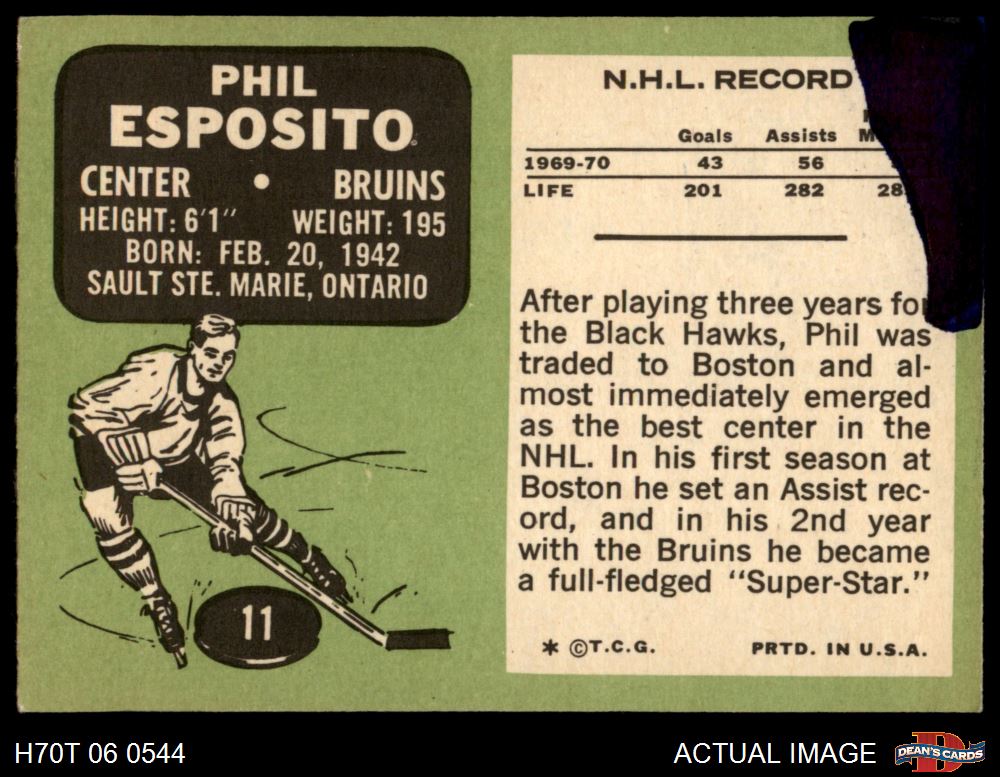 PHIL
ESPOSITO
CENTER • BRUINS
HEIGHT: 6'1" WEIGHT: 195
BORN: FEB. 20, 1942
SAULT STE. MARIE, ONTARIO
11
N.H.L. RECORD
Goals Assists
1969-70 43 56
LIFE 201 282
After playing three years for
the Black Hawks, Phil was
traded to Boston and al-
most immediately emerged
as the best center in the
NHL. In his first season at
Boston he set an Assist rec-
ord, and in his 2nd year
with the Bruins he became
a full-fledged "Super-Star."
* ©T.C.G. PRTD. IN U.S.A.
H70T 06 0544 ACTUAL IMAGE DEAN'S CARDS